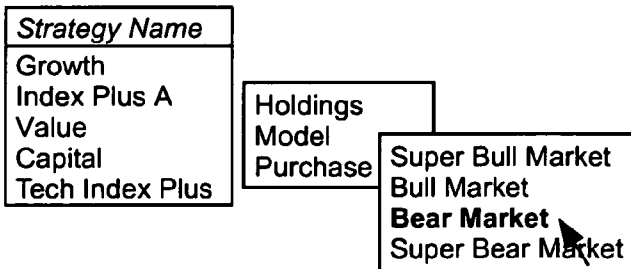 Strategy Name
Growth
Index Plus A
Value
Capital
Tech Index Plus
Holdings
Model
Purchase
Super Bull Market
Bull Market
Bear Market
Super Bear Market